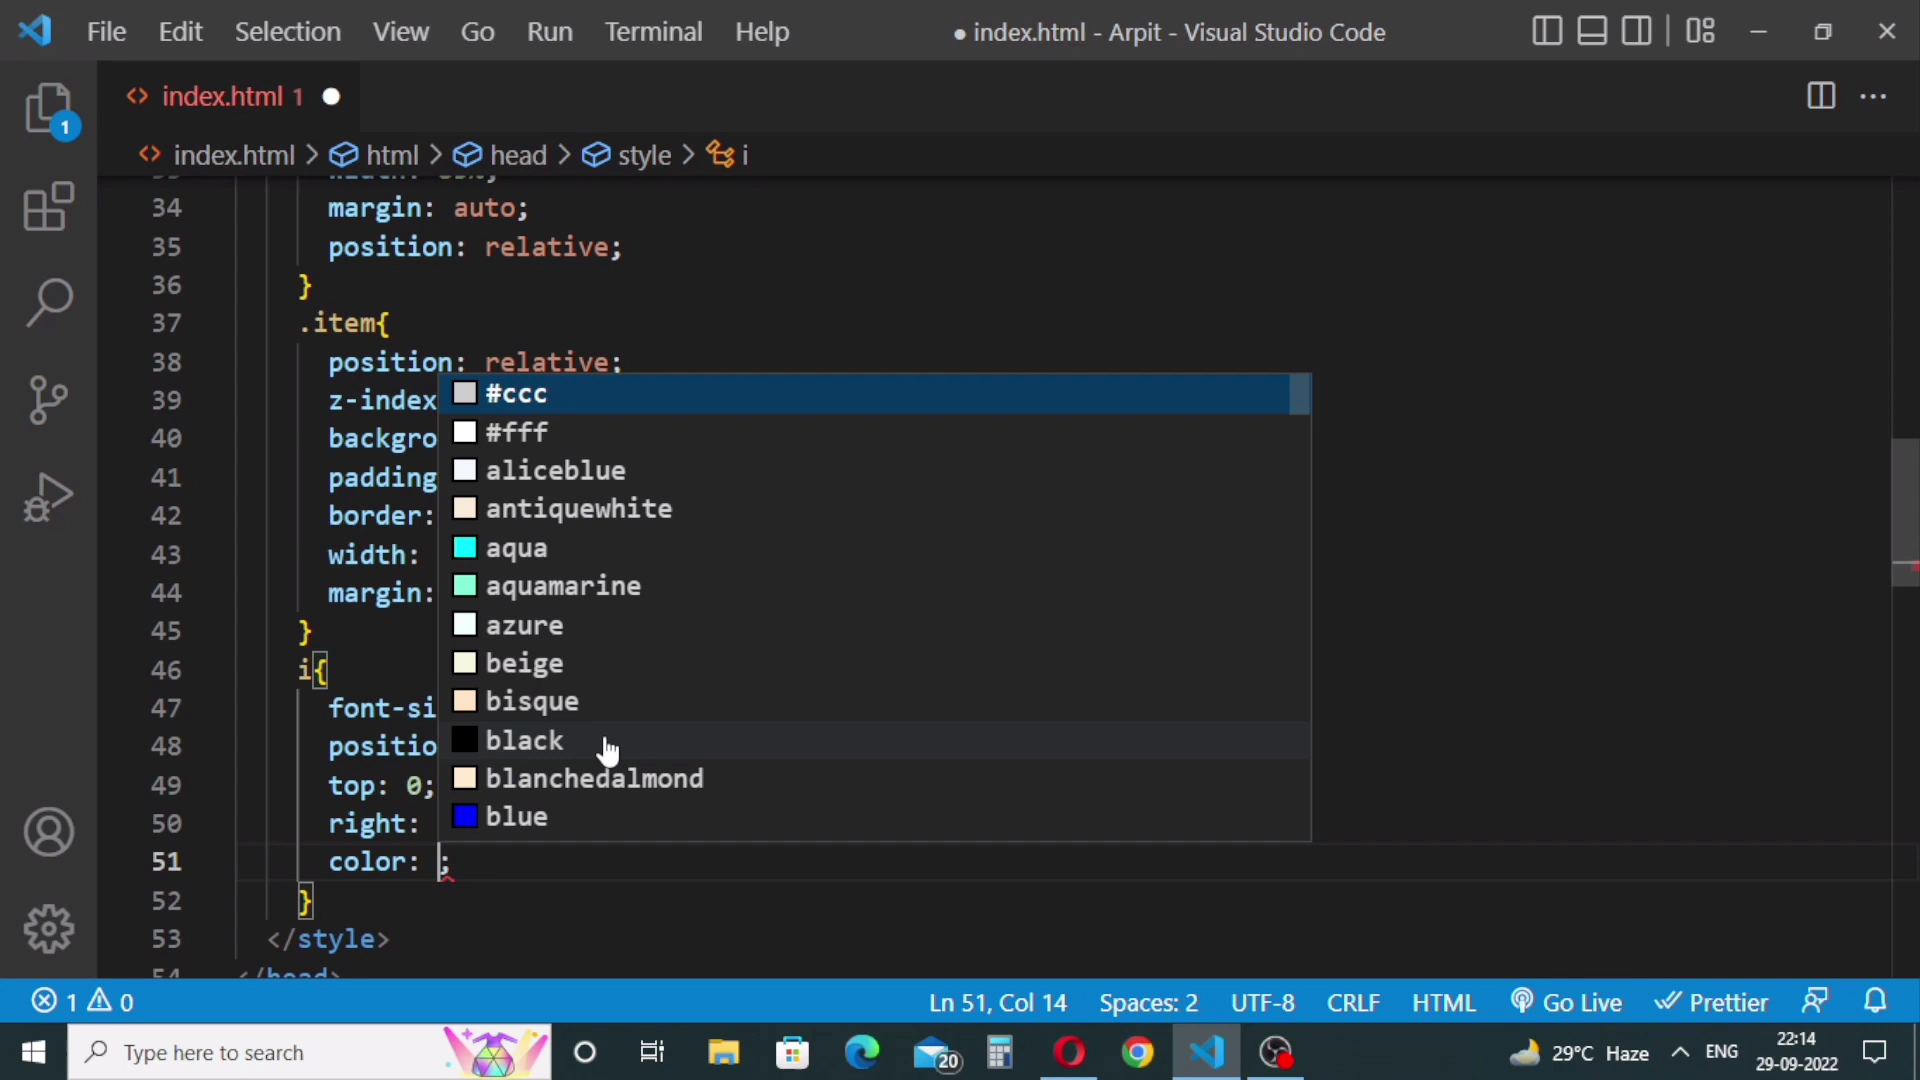 File Edit Selection View Go Run Terminal Help
● index.html - Arpit - Visual Studio Code
index.html 1
index.html > html > head > style > i
34 margin: auto;
35 position: relative;
36 }
37 .item{
38 position: relative;
39 z-index
40 backgro
41 padding
42 border:
43 width:
44 margin:
45 }
46 i{
47 font-si
48 positio
49 top: 0;
50 right:
51 color: ;
52 }
53 </style>
54 </head>
#ccc
#fff
aliceblue
antiquewhite
aqua
aquamarine
azure
beige
bisque
black
blanchedalmond
blue
1
1 0
Ln 51, Col 14 Spaces: 2 UTF-8 CRLF HTML Go Live Prettier
Type here to search
20
29°C Haze ENG
22:14
29-09-2022